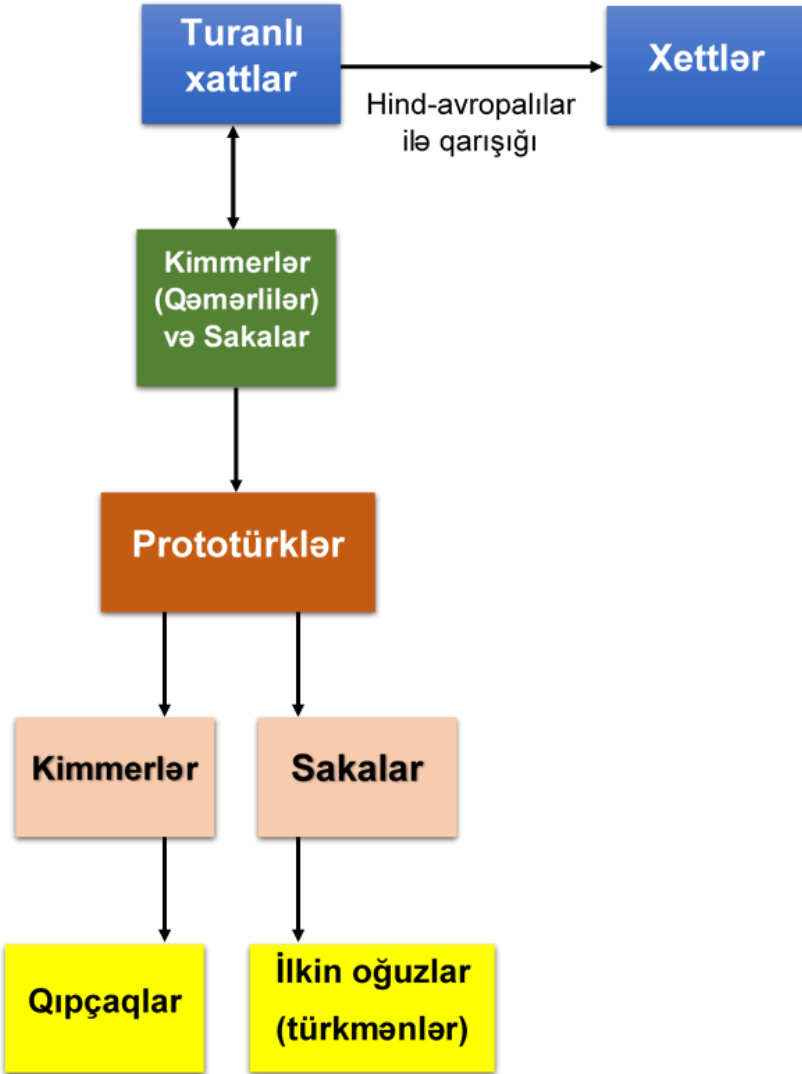 Turanlı
xattlar
Xettlər
Hind-avropalılar
ilə qarışığı
Kimmerlər
(Qəmərlilər)
və Sakalar
Prototürklər
Kimmerlər
Sakalar
Qıpçaqlar
İlkin oğuzlar
(türkmənlər)